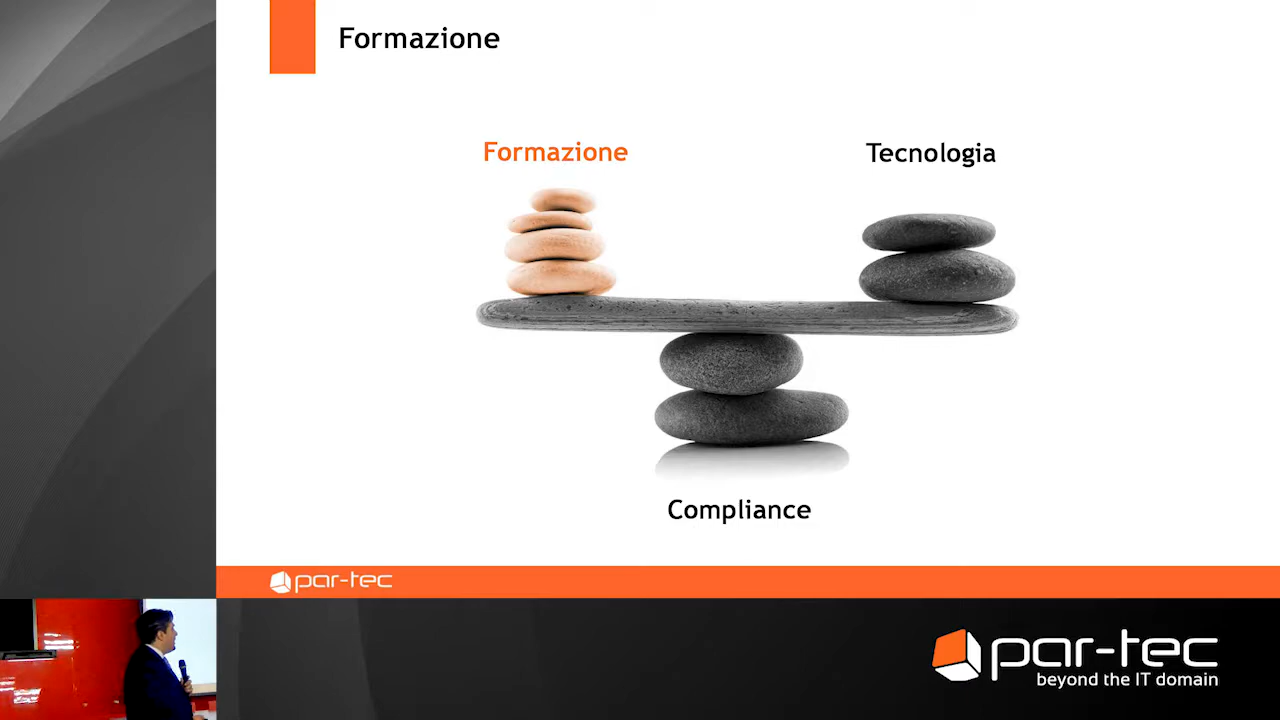 Formazione
Formazione
Tecnologia
Compliance
par-tec
par-tec
beyond the IT domain